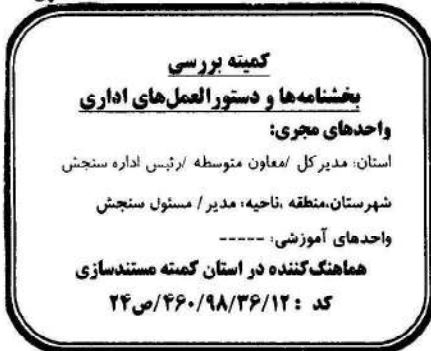 کمیته بررسی
بخشنامه‌ها و دستورالعمل‌های اداری
واحدهای مجری:
استان: مدیرکل /معاون متوسطه /رئیس اداره سنجش
شهرستان،منطقه ،ناحیه: مدیر/ مسئول سنجش
واحدهای آموزشی: -----
هماهنگ‌کننده در استان کمیته مستندسازی
کد : ۴۶۰/۹۸/۳۶/۱۲/ص۲۴